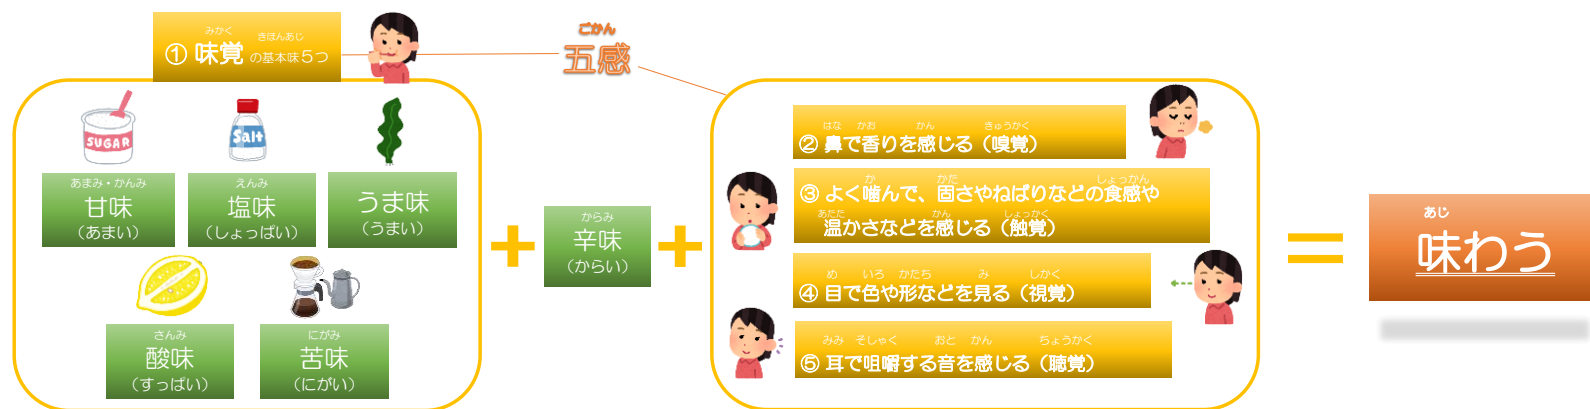 みかく きほんあじ
① 味覚 の基本味５つ
ごかん
五感
SUGAR
Salt
あまみ・かんみ
甘味
（あまい）
えんみ
塩味
（しょっぱい）
うま味
（うまい）
さんみ
酸味
（すっぱい）
にがみ
苦味
（にがい）
＋
からみ
辛味
（からい）
＋
はな かお かん きゅうかく
② 鼻で香りを感じる（嗅覚）
か かだ しょっかん
③ よく噛んで、固さやねばりなどの食感や
あたた かん しょっかく
温かさなどを感じる（触覚）
め いろ かたち み しかく
④ 目で色や形などを見る（視覚）
みみ そしゃく おと かん ちょうかく
⑤ 耳で咀嚼する音を感じる（聴覚）
＝
あじ
味わう